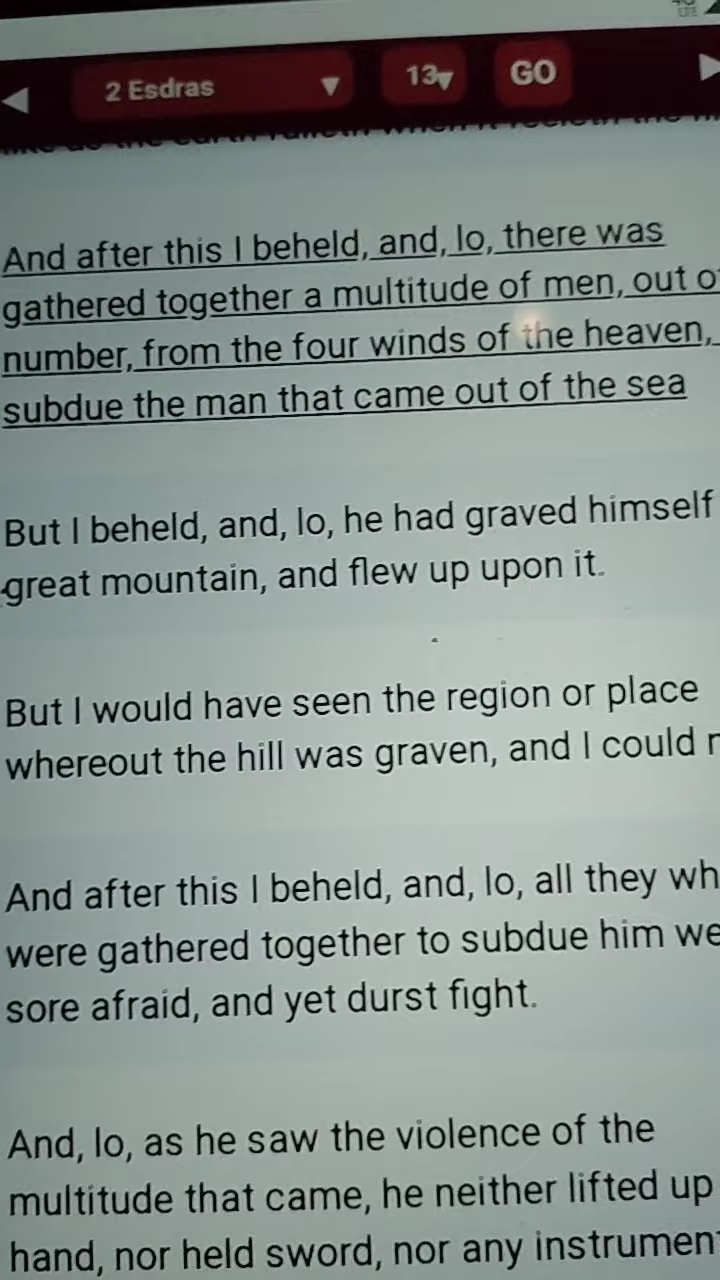 2 Esdras 13 GO
And after this I beheld, and, lo, there was
gathered together a multitude of men, out
number, from the four winds of the heaven,
subdue the man that came out of the sea
But I beheld, and, lo, he had graved himself
great mountain, and flew up upon it.
But I would have seen the region or place
whereout the hill was graven, and I could
And after this I beheld, and, lo, all they
were gathered together to subdue him
sore afraid, and yet durst fight.
And, lo, as he saw the violence of the
multitude that came, he neither lifted up
hand, nor held sword, nor any instrumen